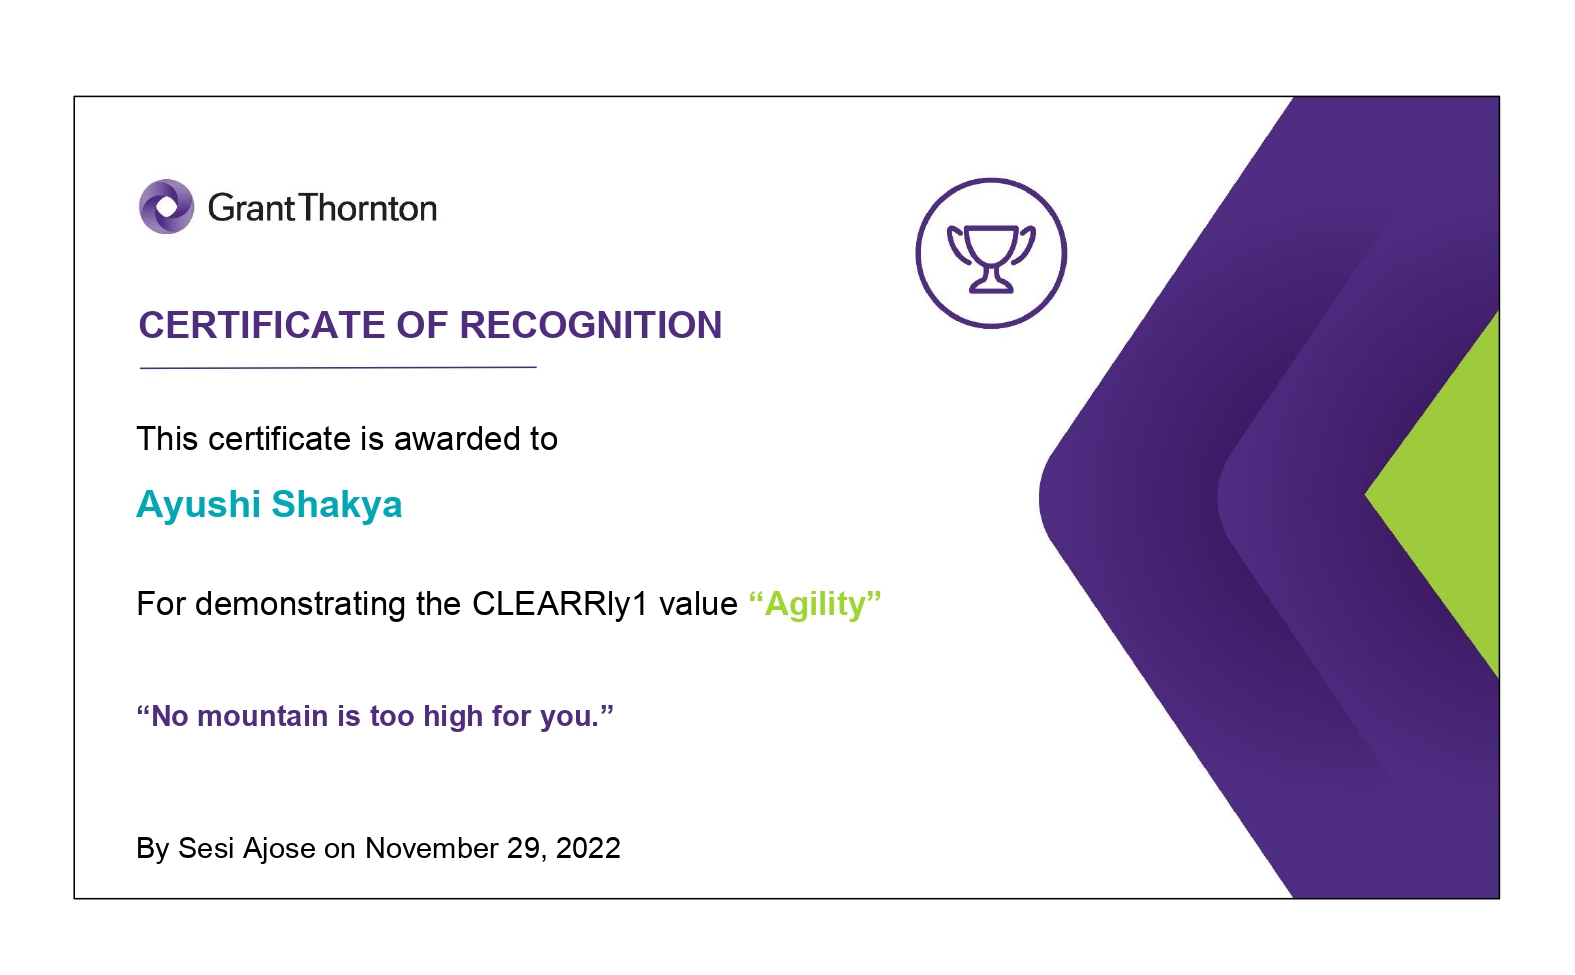 Grant Thornton
CERTIFICATE OF RECOGNITION
This certificate is awarded to
Ayushi Shakya
For demonstrating the CLEARRly1 value “Agility”
“No mountain is too high for you.”
By Sesi Ajose on November 29, 2022